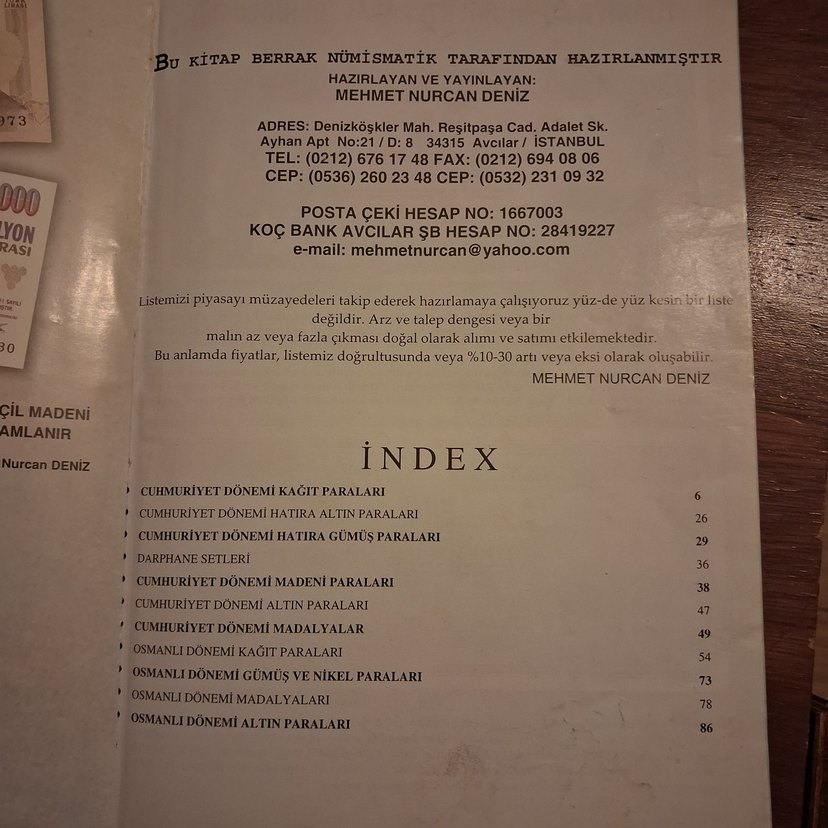 LİRASI
973
000
LYON
RASI
30
ÇİL MADENİ
AMLANIR
Nurcan DENİZ
BU KİTAP BERRAK NÜMİSMATİK TARAFINDAN HAZIRLANMIŞTIR
HAZIRLAYAN VE YAYINLAYAN:
MEHMET NURCAN DENİZ
ADRES: Denizköşkler Mah. Reşitpaşa Cad. Adalet Sk.
Ayhan Apt No:21 / D: 8 34315 Avcılar / İSTANBUL
TEL: (0212) 676 17 48 FAX: (0212) 694 08 06
CEP: (0536) 260 23 48 CEP: (0532) 231 09 32
POSTA ÇEKİ HESAP NO: 1667003
KOÇ BANK AVCILAR ŞB HESAP NO: 28419227
e-mail: mehmetnurcan@yahoo.com
Listemizi piyasayı müzayedeleri takip ederek hazırlamaya çalışıyoruz yüz-de yüz kesin bir liste
değildir. Arz ve talep dengesi veya bir
malın az veya fazla çıkması doğal olarak alımı ve satımı etkilemektedir.
Bu anlamda fiyatlar, listemiz doğrultusunda veya %10-30 artı veya eksi olarak oluşabilir.
MEHMET NURCAN DENİZ
İNDEX
CUHMURİYET DÖNEMİ KAĞIT PARALARI 6
CUMHURİYET DÖNEMİ HATIRA ALTIN PARALARI 26
CUMHURİYET DÖNEMİ HATIRA GÜMÜŞ PARALARI 29
DARPHANE SETLERİ 36
CUMHURİYET DÖNEMİ MADENİ PARALARI 38
CUMHURİYET DÖNEMİ ALTIN PARALARI 47
CUMHURİYET DÖNEMİ MADALYALAR 49
OSMANLI DÖNEMİ KAĞIT PARALARI 54
OSMANLI DÖNEMİ GÜMÜŞ VE NİKEL PARALARI 73
OSMANLI DÖNEMİ MADALYALARI 78
OSMANLI DÖNEMİ ALTIN PARALARI 86